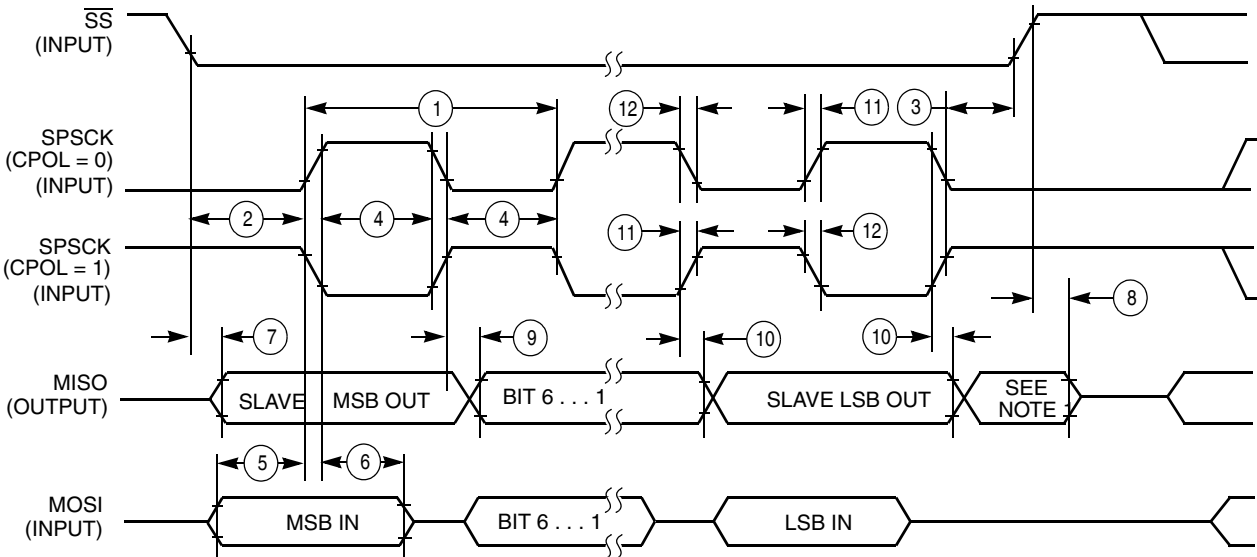 SS
(INPUT)
1
12
11
3
SPSCK
(CPOL = 0)
(INPUT)
2
4
4
SPSCK
(CPOL = 1)
(INPUT)
11
12
8
7
9
10
10
MISO
(OUTPUT)
SLAVE
MSB OUT
BIT 6 . . . 1
SLAVE LSB OUT
SEE
NOTE
5
6
MOSI
(INPUT)
MSB IN
BIT 6 . . . 1
LSB IN